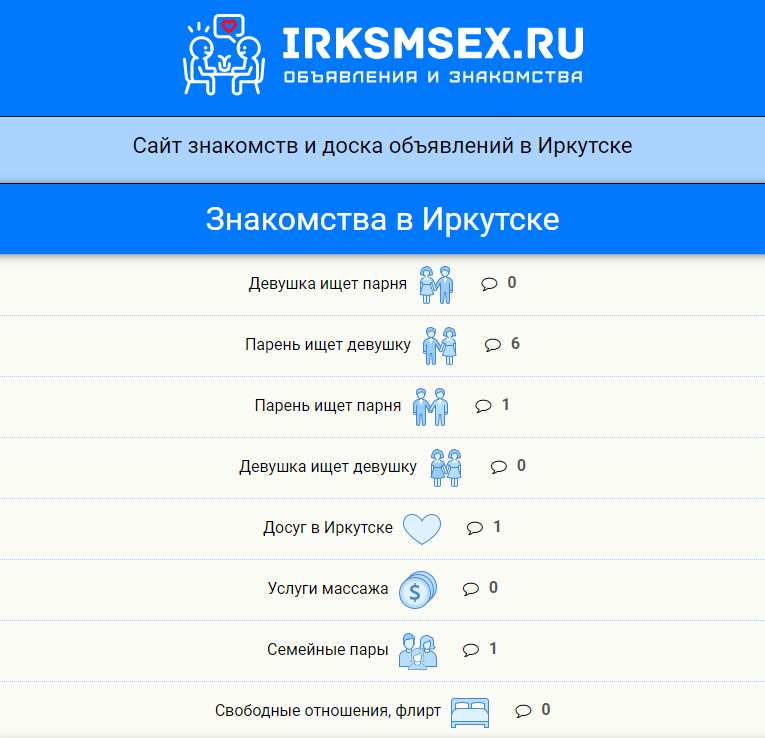 IRKSMSEX.RU
ОБЪЯВЛЕНИЯ И ЗНАКОМСТВА
Сайт знакомств и доска объявлений в Иркутске
Знакомства в Иркутске
Девушка ищет парня 0
Парень ищет девушку 6
Парень ищет парня 1
Девушка ищет девушку 0
Досуг в Иркутске 1
Услуги массажа $ 0
Семейные пары 1
Свободные отношения, флирт 0